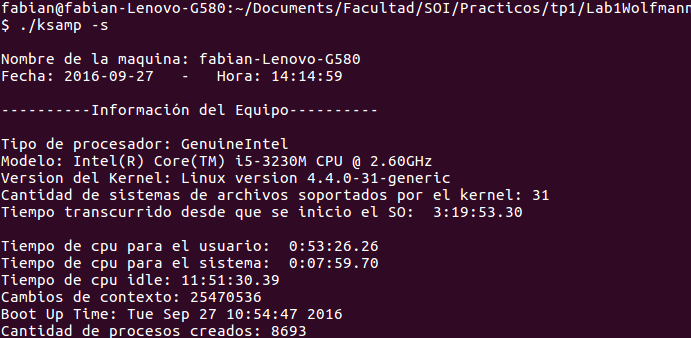 fabian@fabian-Lenovo-G580:~/Documents/Facultad/SOI/Practicos/tp1/Lab1Wolfmann
$ ./ksamp -s
Nombre de la maquina: fabian-Lenovo-G580
Fecha: 2016-09-27   -   Hora: 14:14:59
----------Información del Equipo----------
Tipo de procesador: GenuineIntel
Modelo: Intel(R) Core(TM) i5-3230M CPU @ 2.60GHz
Version del Kernel: Linux version 4.4.0-31-generic
Cantidad de sistemas de archivos soportados por el kernel: 31
Tiempo transcurrido desde que se inicio el SO:  3:19:53.30
Tiempo de cpu para el usuario:  0:53:26.26
Tiempo de cpu para el sistema:  0:07:59.70
Tiempo de cpu idle: 11:51:30.39
Cambios de contexto: 25470536
Boot Up Time: Tue Sep 27 10:54:47 2016
Cantidad de procesos creados: 8693